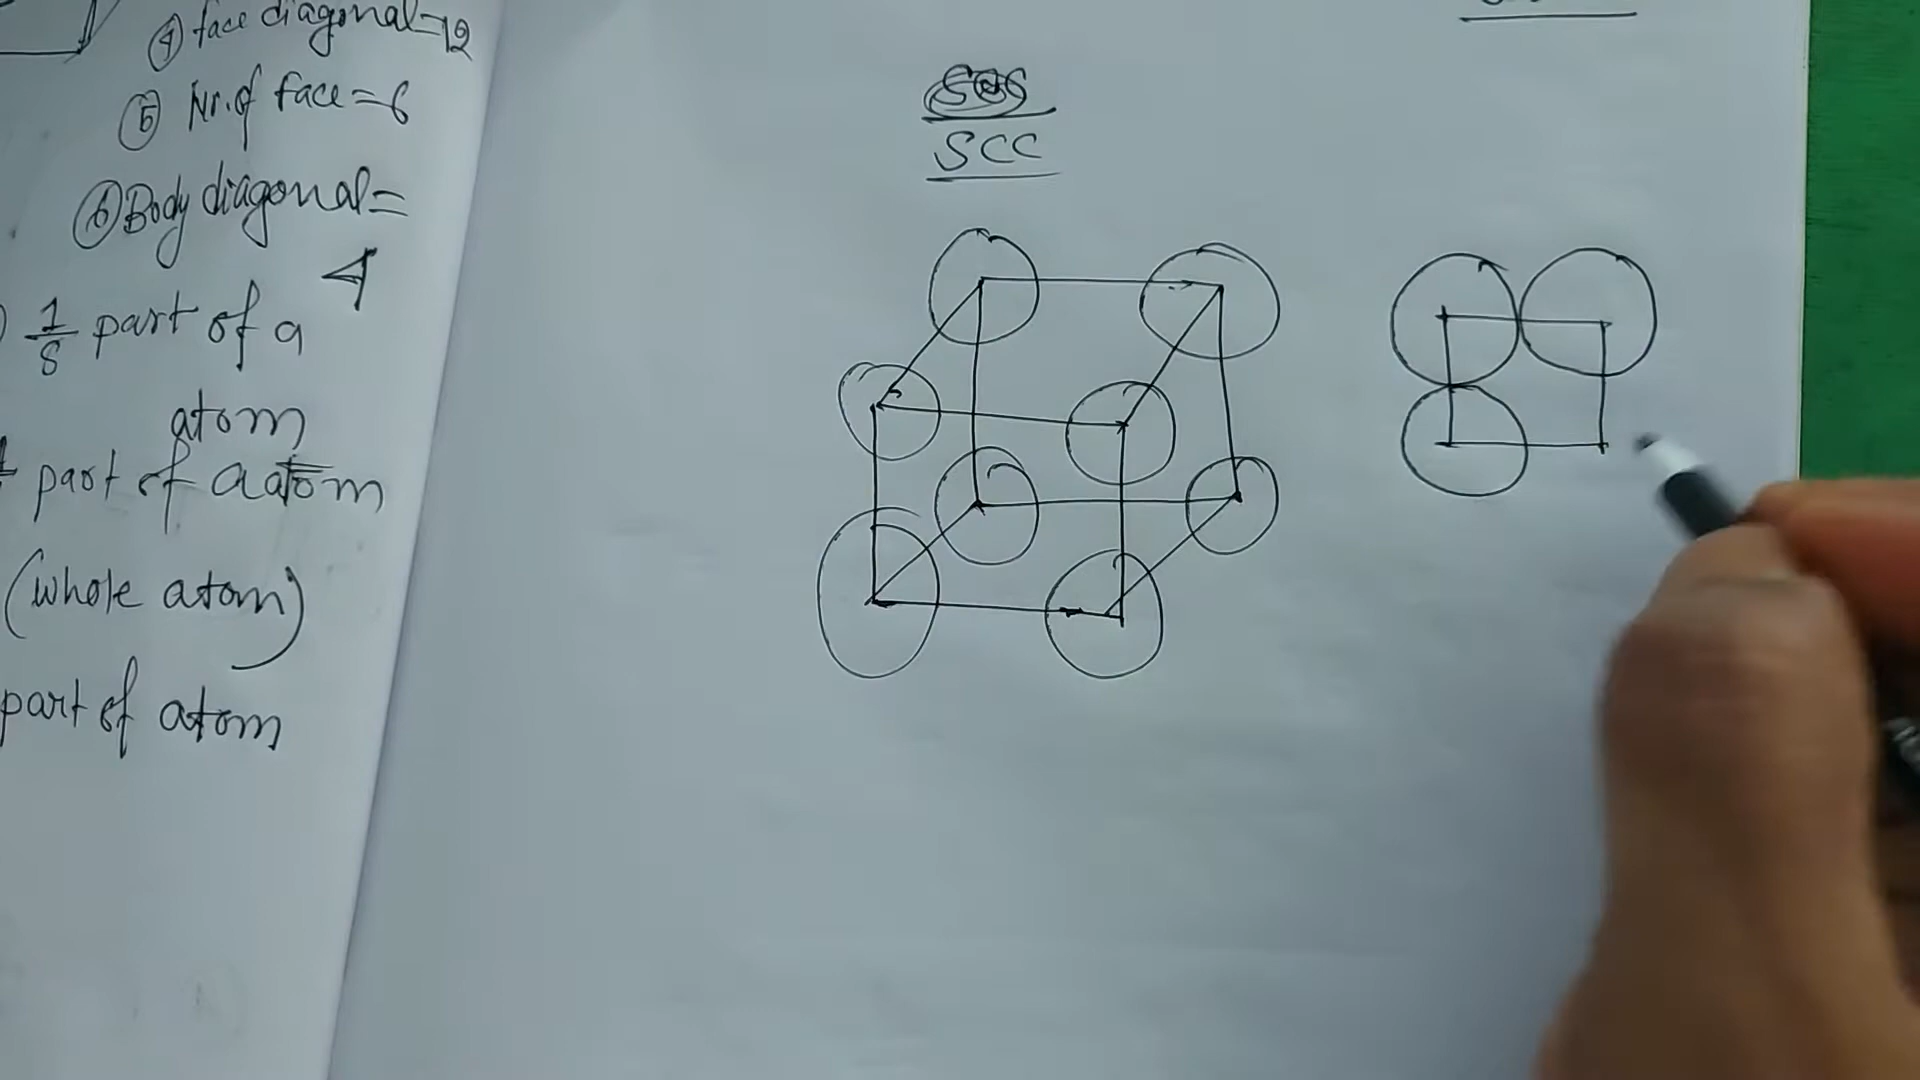 ④ face diagonal=12
⑤ Nr. of face=6
⑥ Body diagonal=
4
1/8 part of a
atom
part of a atom
(whole atom)
part of atom
SCC